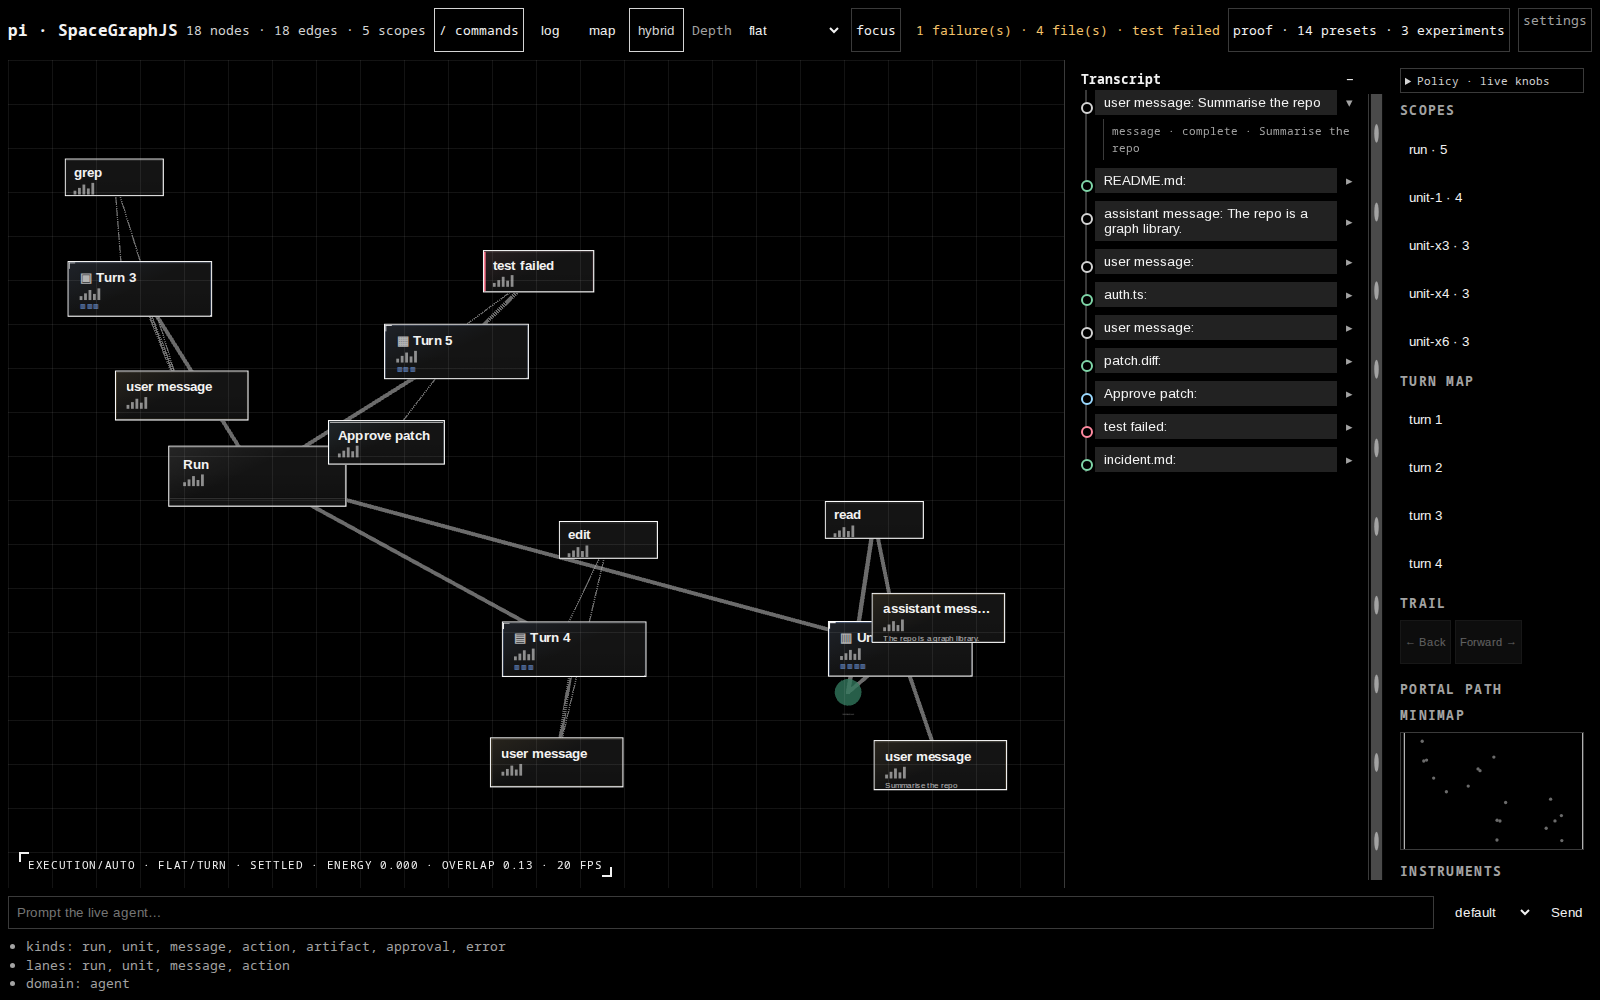 pi · SpaceGraphJS 18 nodes · 18 edges · 5 scopes / commands log map hybrid Depth flat focus 1 failure(s) · 4 file(s) · test failed proof · 14 presets · 3 experiments settings
grep
Turn 3
user message
Run
test failed
Turn 5
Approve patch
edit
Turn 4
user message
read
assistant mess…
The repo is a graph library.
Un
user message
Summarise the repo
EXECUTION/AUTO · FLAT/TURN · SETTLED · ENERGY 0.000 · OVERLAP 0.13 · 20 FPS
Transcript –
user message: Summarise the repo
message · complete · Summarise the
repo
README.md:
assistant message: The repo is a
graph library.
user message:
auth.ts:
user message:
patch.diff:
Approve patch:
test failed:
incident.md:
Policy · live knobs
SCOPES
run · 5
unit-1 · 4
unit-x3 · 3
unit-x4 · 3
unit-x6 · 3
TURN MAP
turn 1
turn 2
turn 3
turn 4
TRAIL
← Back Forward →
PORTAL PATH
MINIMAP
INSTRUMENTS
Prompt the live agent… default Send
• kinds: run, unit, message, action, artifact, approval, error
• lanes: run, unit, message, action
• domain: agent